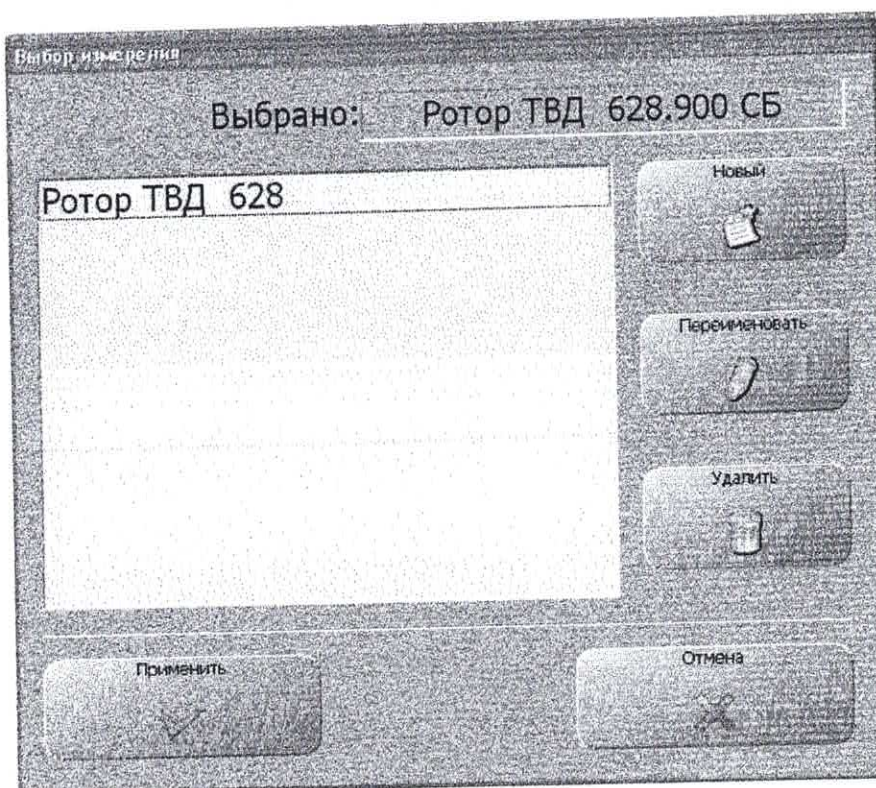 Выбор измерения
Выбрано: Ротор ТВД 628.900 СБ
Ротор ТВД 628
Новый
Переименовать
Удалить
Применить
Отмена